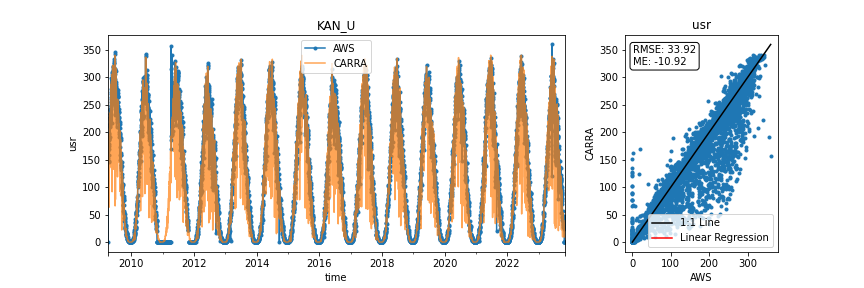 KAN_U
usr
350
300
250
200
150
100
50
0
AWS
CARRA
2010
2012
2014
2016
2018
2020
2022
time
usr
RMSE: 33.92
ME: -10.92
CARRA
350
300
250
200
150
100
50
0
1:1 Line
Linear Regression
0
100
200
300
AWS